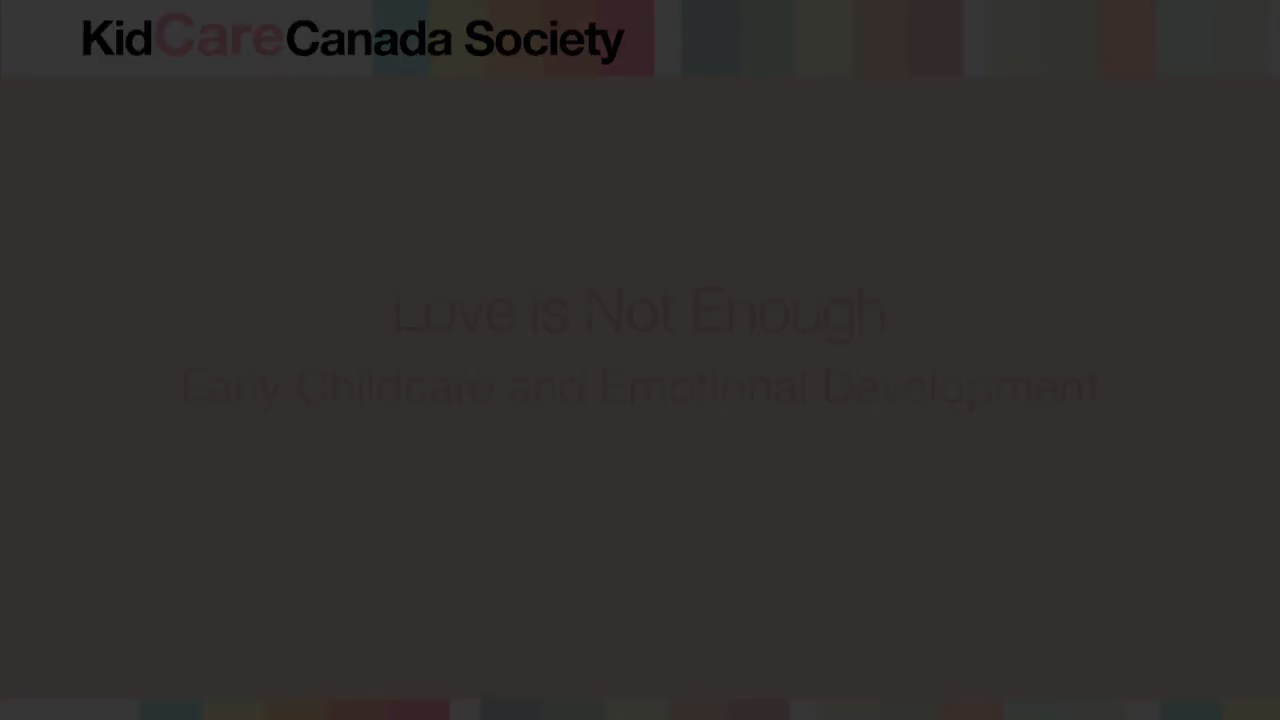 KidCareCanada Society
Love is Not Enough
Early Childcare and Emotional Development